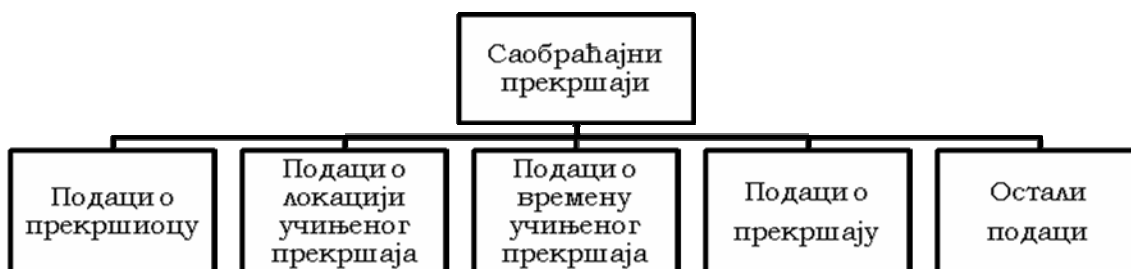 Саобраћајни
прекршаји
Подаци о
прекршиоцу
Подаци о
локацији
учињеног
прекршаја
Подаци о
времену
учињеног
прекршаја
Подаци о
прекршају
Остали
подаци